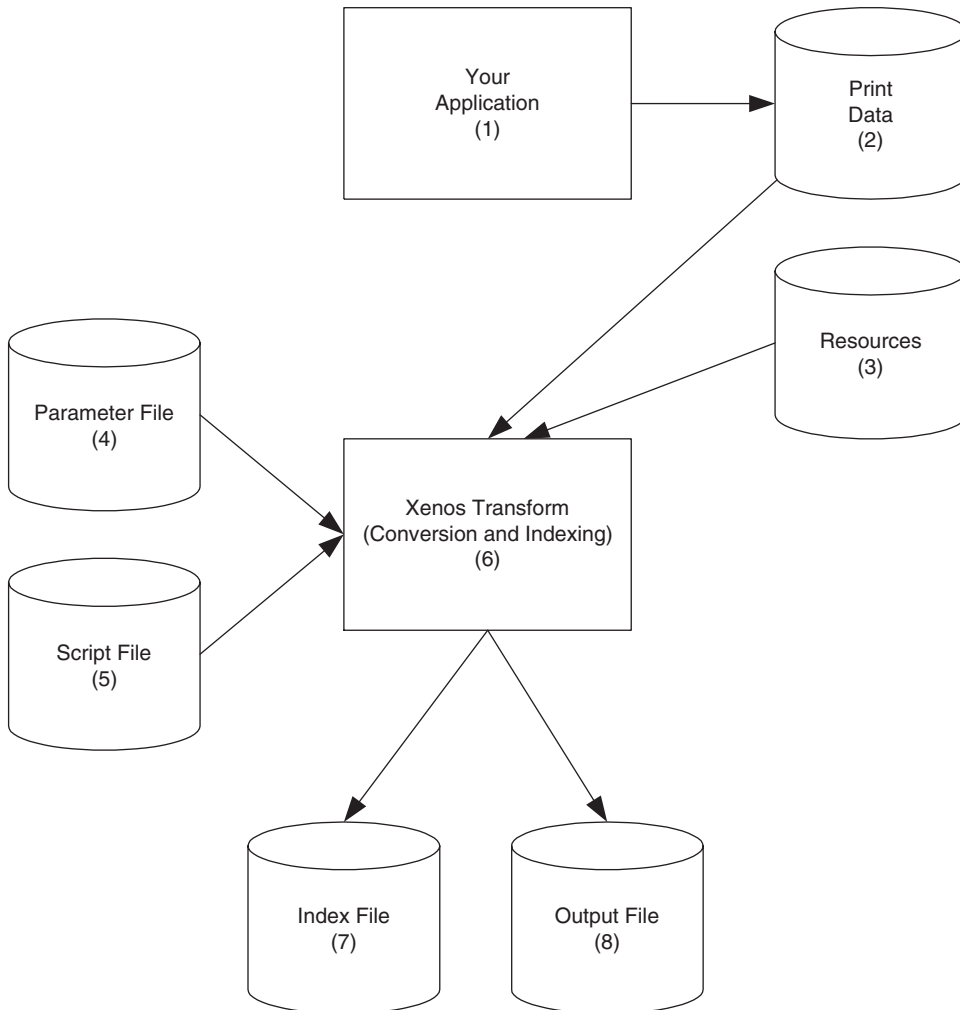 Your
Application
(1)
Print
Data
(2)
Resources
(3)
Parameter File
(4)
Xenos Transform
(Conversion and Indexing)
(6)
Script File
(5)
Index File
(7)
Output File
(8)